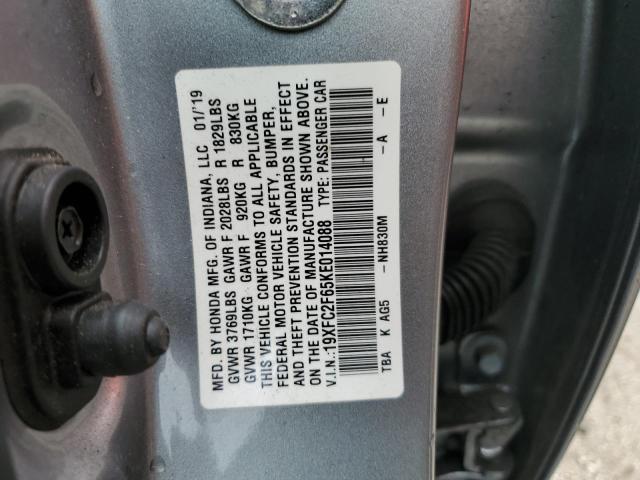 MFD. BY HONDA MFG. OF INDIANA, LLC 01/'19
GVWR 3769LBS GAWR F 2028LBS R 1829LBS
GVWR 1710KG GAWR F 920KG R 830KG
THIS VEHICLE CONFORMS TO ALL APPLICABLE
FEDERAL MOTOR VEHICLE SAFETY, BUMPER,
AND THEFT PREVENTION STANDARDS IN EFFECT
ON THE DATE OF MANUFACTURE SHOWN ABOVE.
V.I.N.:19XFC2F65KE014088 TYPE: PASSENGER CAR
TBA K AG5 -NH830M -A -E